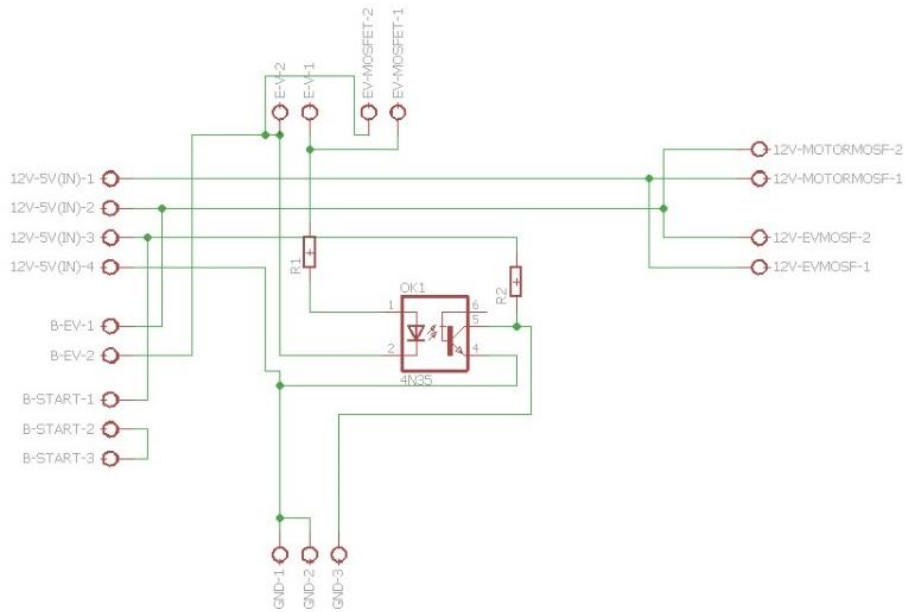 E-V-2
E-V-1
EV-MOSFET-2
EV-MOSFET-1
12V-5V(IN)-1
12V-5V(IN)-2
12V-5V(IN)-3
12V-5V(IN)-4
12V-MOTORMOSF-2
12V-MOTORMOSF-1
12V-EVMOSF-2
12V-EVMOSF-1
R1
R2
OK1
1
2
6
5
4
4N35
B-EV-1
B-EV-2
B-START-1
B-START-2
B-START-3
GND-1
GND-2
GND-3